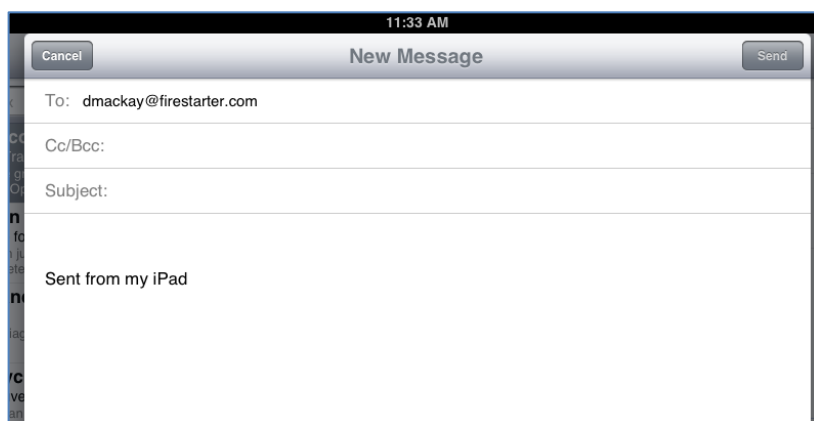 11:33 AM
Cancel
New Message
Send
To: dmackay@firestarter.com
Cc/Bcc:
Subject:
Sent from my iPad